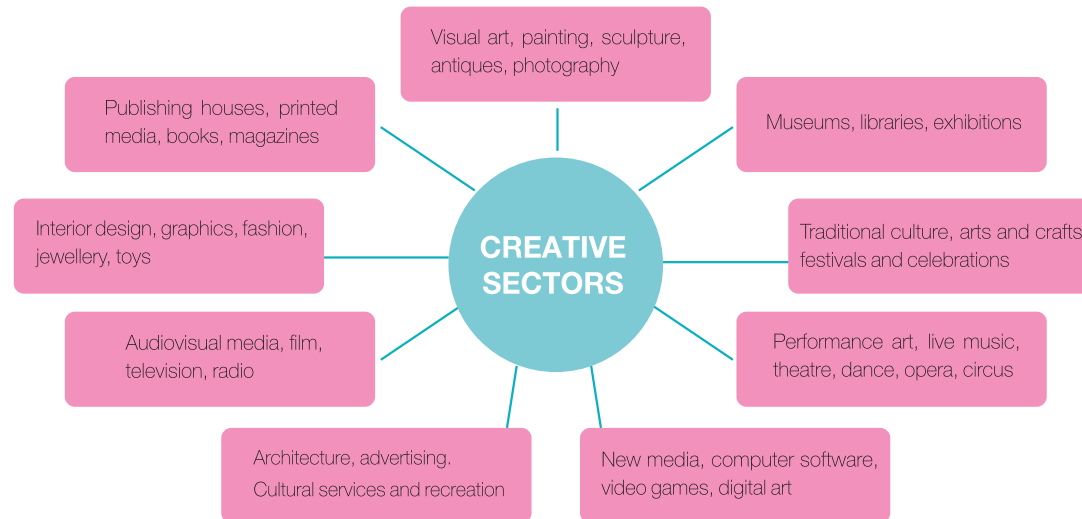 Visual art, painting, sculpture,
antiques, photography
Publishing houses, printed
media, books, magazines
Museums, libraries, exhibitions
Interior design, graphics, fashion,
jewellery, toys
CREATIVE
SECTORS
Traditional culture, arts and crafts
festivals and celebrations
Audiovisual media, film,
television, radio
Performance art, live music,
theatre, dance, opera, circus
Architecture, advertising.
Cultural services and recreation
New media, computer software,
video games, digital art